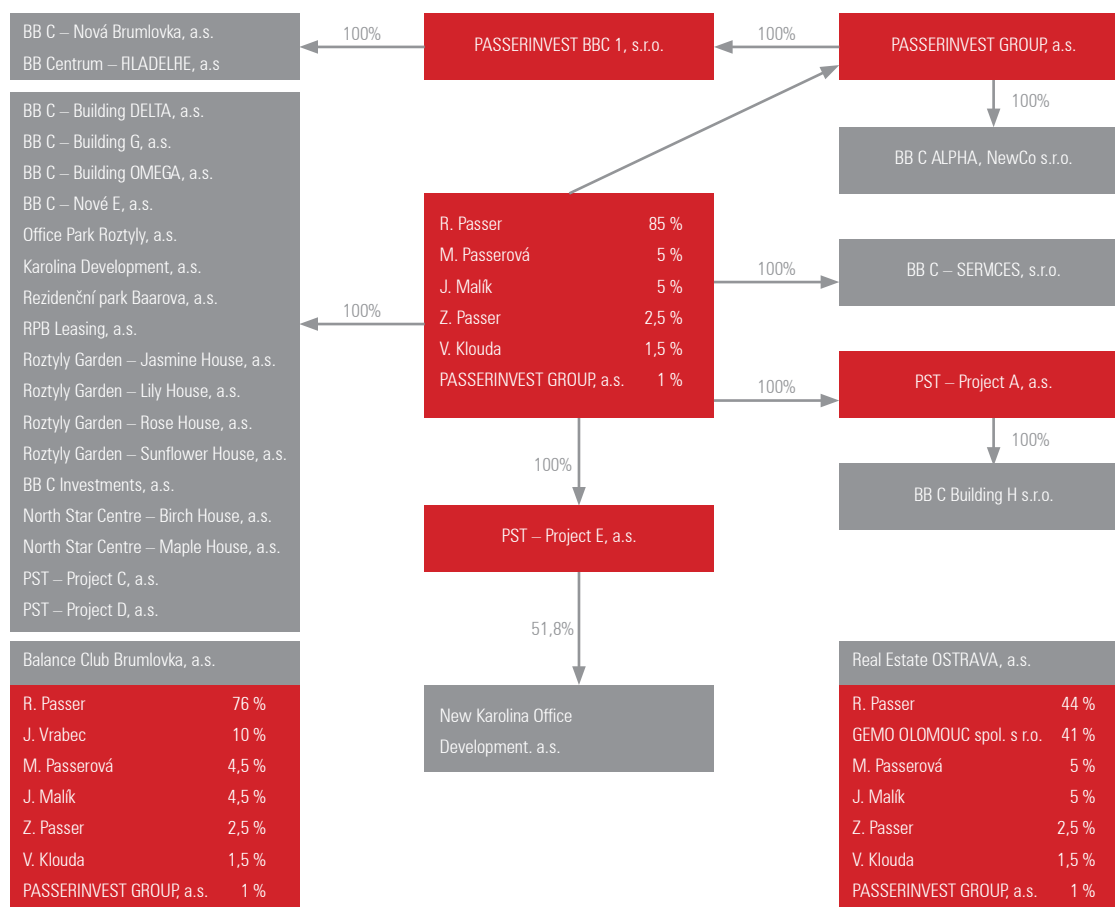 BB C – Nová Brumlovka, a.s.
BB Centrum – FILADELFIE, a.s
100%
PASSERINVEST BBC 1, s.r.o.
100%
PASSERINVEST GROUP, a.s.
100%
BB C ALPHA, NewCo s.r.o.
BB C – Building DELTA, a.s.
BB C – Building G, a.s.
BB C – Building OMEGA, a.s.
BB C – Nové E, a.s.
Office Park Roztyly, a.s.
Karolina Development, a.s.
Rezidenční park Baarova, a.s.
RPB Leasing, a.s.
Roztyly Garden – Jasmine House, a.s.
Roztyly Garden – Lily House, a.s.
Roztyly Garden – Rose House, a.s.
Roztyly Garden – Sunflower House, a.s.
BB C Investments, a.s.
North Star Centre – Birch House, a.s.
North Star Centre – Maple House, a.s.
PST – Project C, a.s.
PST – Project D, a.s.
100%
R. Passer 85 %
M. Passerová 5 %
J. Malík 5 %
Z. Passer 2,5 %
V. Klouda 1,5 %
PASSERINVEST GROUP, a.s. 1 %
100%
BB C – SERVICES, s.r.o.
100%
PST – Project A, a.s.
100%
BB C Building H s.r.o.
100%
PST – Project E, a.s.
51,8%
New Karolina Office
Development. a.s.
Balance Club Brumlovka, a.s.
R. Passer 76 %
J. Vrabec 10 %
M. Passerová 4,5 %
J. Malík 4,5 %
Z. Passer 2,5 %
V. Klouda 1,5 %
PASSERINVEST GROUP, a.s. 1 %
Real Estate OSTRAVA, a.s.
R. Passer 44 %
GEMO OLOMOUC spol. s r.o. 41 %
M. Passerová 5 %
J. Malík 5 %
Z. Passer 2,5 %
V. Klouda 1,5 %
PASSERINVEST GROUP, a.s. 1 %